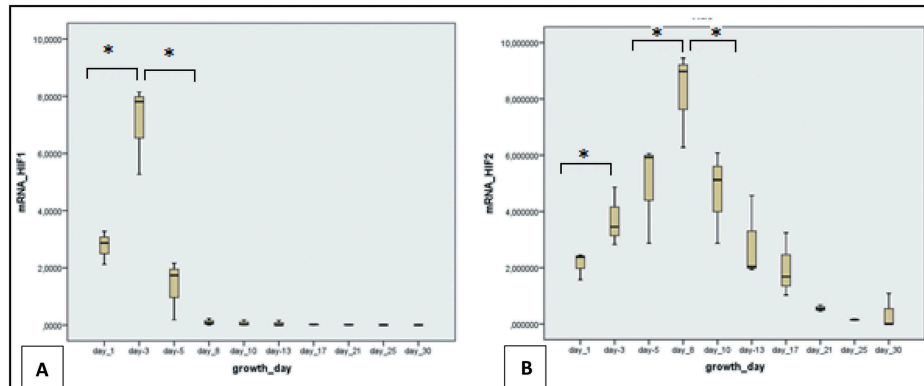 *
*
10,0000
8,0000
6,0000
4,0000
2,0000
,0000
mRNA_HIF1
day_1 day-3 day-5 day_8 day_10 day-13 day_17 day_21 day_25 day_30
growth_day
A
*
*
*
10,000000
8,000000
6,000000
4,000000
2,000000
,000000
mRNA_HIF2
day_1 day-3 day-5 day_8 day_10 day-13 day_17 day_21 day_25 day_30
growth_day
B